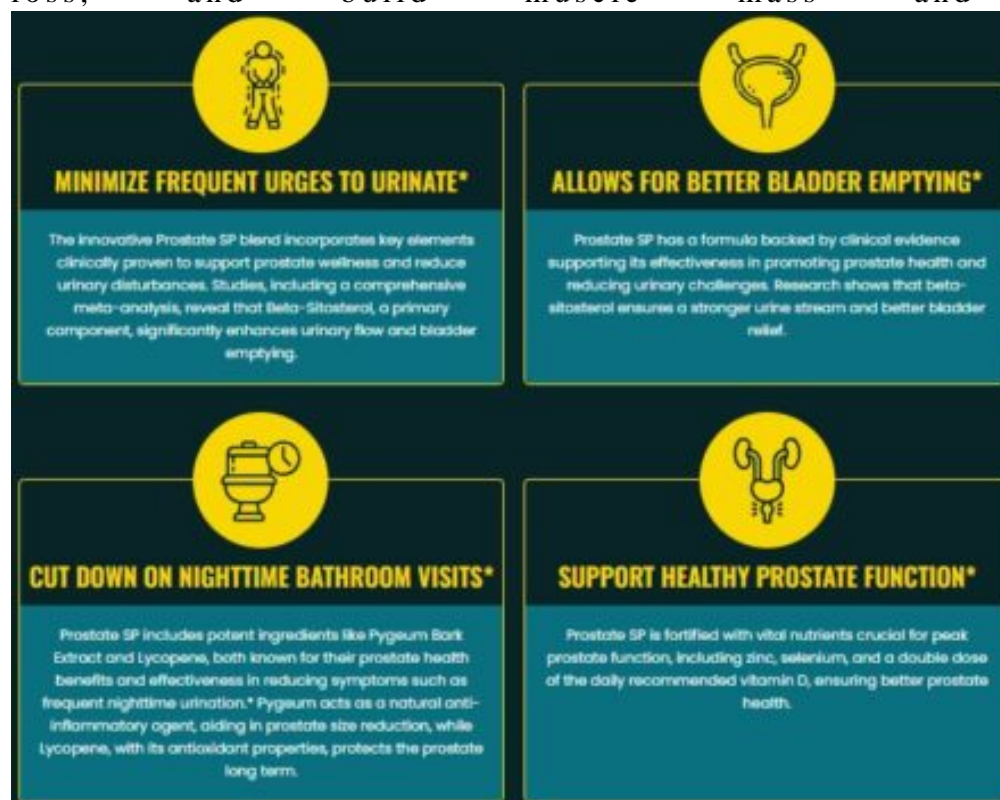 loss, and build muscle mass and
MINIMIZE FREQUENT URGES TO URINATE*
The innovative Prostate SP blend incorporates key elements
clinically proven to support prostate wellness and reduce
urinary disturbances. Studies, including a comprehensive
meta-analysis, reveal that Beta-Sitosterol, a primary
component, significantly enhances urinary flow and bladder
emptying.
ALLOWS FOR BETTER BLADDER EMPTYING*
Prostate SP has a formula backed by clinical evidence
supporting its effectiveness in promoting prostate health and
reducing urinary challenges. Research shows that beta-
sitosterol ensures a stronger urine stream and better bladder
relief.
CUT DOWN ON NIGHTTIME BATHROOM VISITS*
Prostate SP includes potent ingredients like Pygeum Bark
Extract and Lycopene, both known for their prostate health
benefits and effectiveness in reducing symptoms such as
frequent nighttime urination.* Pygeum acts as a natural anti-
inflammatory agent, aiding in prostate size reduction, while
Lycopene, with its antioxidant properties, protects the prostate
long term.
SUPPORT HEALTHY PROSTATE FUNCTION*
Prostate SP is fortified with vital nutrients crucial for peak
prostate function, including zinc, selenium, and a double dose
of the daily recommended vitamin D, ensuring better prostate
health.